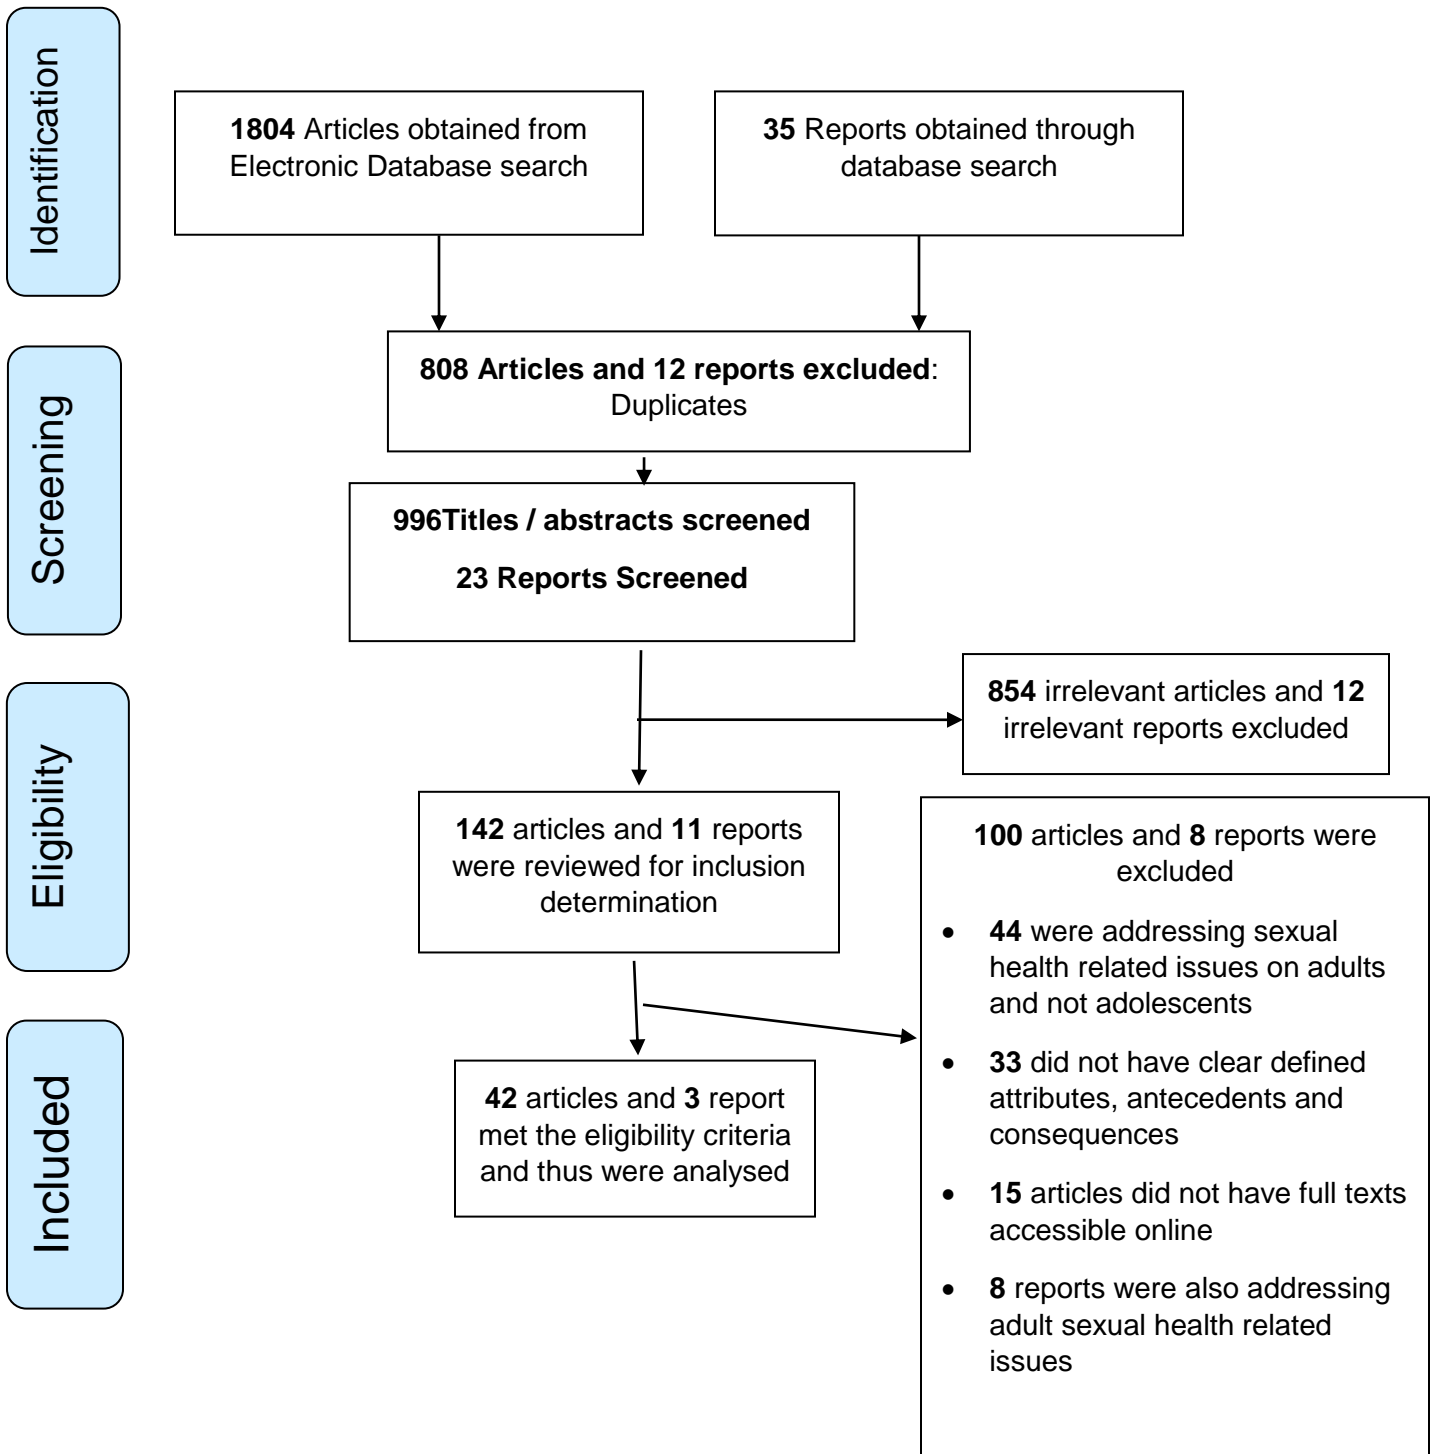 Identification
1804 Articles obtained from
Electronic Database search
35 Reports obtained through
database search
Screening
808 Articles and 12 reports excluded:
Duplicates
996Titles / abstracts screened
23 Reports Screened
Eligibility
854 irrelevant articles and 12
irrelevant reports excluded
142 articles and 11 reports
were reviewed for inclusion
determination
100 articles and 8 reports were
excluded
• 44 were addressing sexual
health related issues on adults
and not adolescents
• 33 did not have clear defined
attributes, antecedents and
consequences
• 15 articles did not have full texts
accessible online
• 8 reports were also addressing
adult sexual health related
issues
Included
42 articles and 3 report
met the eligibility criteria
and thus were analysed